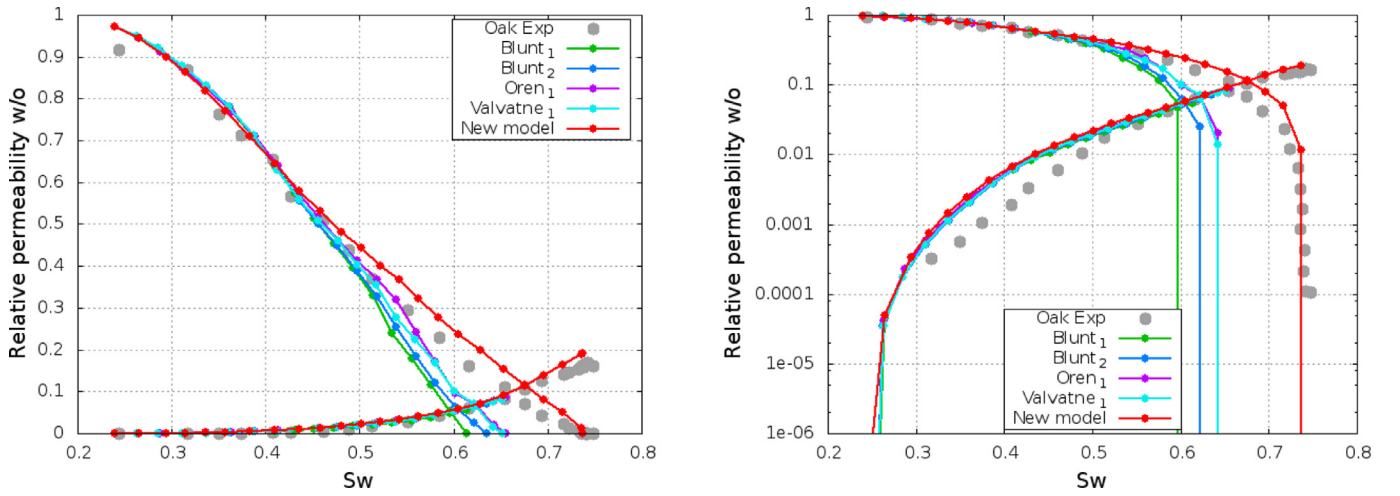 1
0.9
0.8
0.7
0.6
0.5
0.4
0.3
0.2
0.1
0
0.2 0.3 0.4 0.5 0.6 0.7 0.8
Relative permeability w/o
Sw
Oak Exp
Blunt1
Blunt2
Oren1
Valvatne1
New model
1
0.1
0.01
0.001
0.0001
1e-05
1e-06
0.2 0.3 0.4 0.5 0.6 0.7 0.8
Relative permeability w/o
Sw
Oak Exp
Blunt1
Blunt2
Oren1
Valvatne1
New model